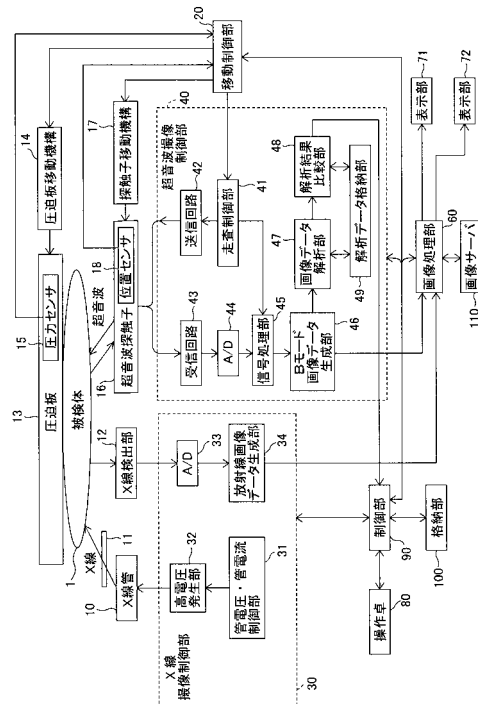 20
移動制御部
14
圧迫板移動機構
17
探触子移動機構
40
超音波撮像
制御部
42
送信回路
41
走査制御部
48
解析結果
比較部
47
画像データ
解析部
49
解析データ格納部
71
表示部
72
表示部
60
画像処理部
110
画像サーバ
13
圧迫板
15
圧力センサ
被検体
超音波
18
位置センサ
16
超音波探触子
43
受信回路
44
A/D
45
信号処理部
46
Bモード
画像データ
生成部
1
X線
11
12
X線検出部
10
X線管
33
A/D
34
放射線画像
データ生成部
32
高電圧
発生部
31
管電圧・管電流
制御部
X線
撮像制御部
30
制御部
90
格納部
100
操作卓
80